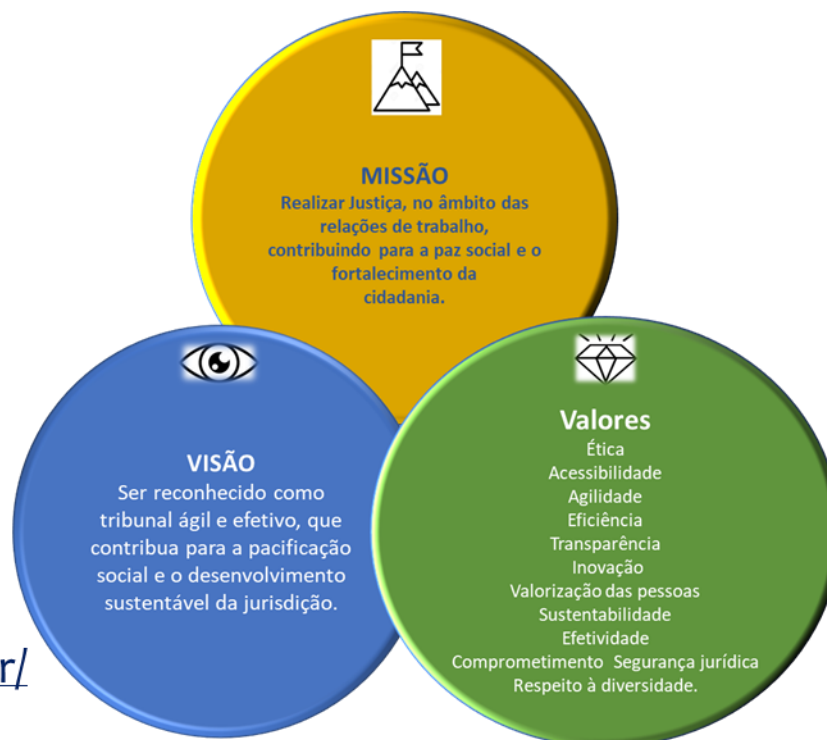 MISSÃO
Realizar Justiça, no âmbito das
relações de trabalho,
contribuindo para a paz social e o
fortalecimento da
cidadania.
VISÃO
Ser reconhecido como
tribunal ágil e efetivo, que
contribua para a pacificação
social e o desenvolvimento
sustentável da jurisdição.
Valores
Ética
Acessibilidade
Agilidade
Eficiência
Transparência
Inovação
Valorização das pessoas
Sustentabilidade
Efetividade
Comprometimento Segurança jurídica
Respeito à diversidade.
r/